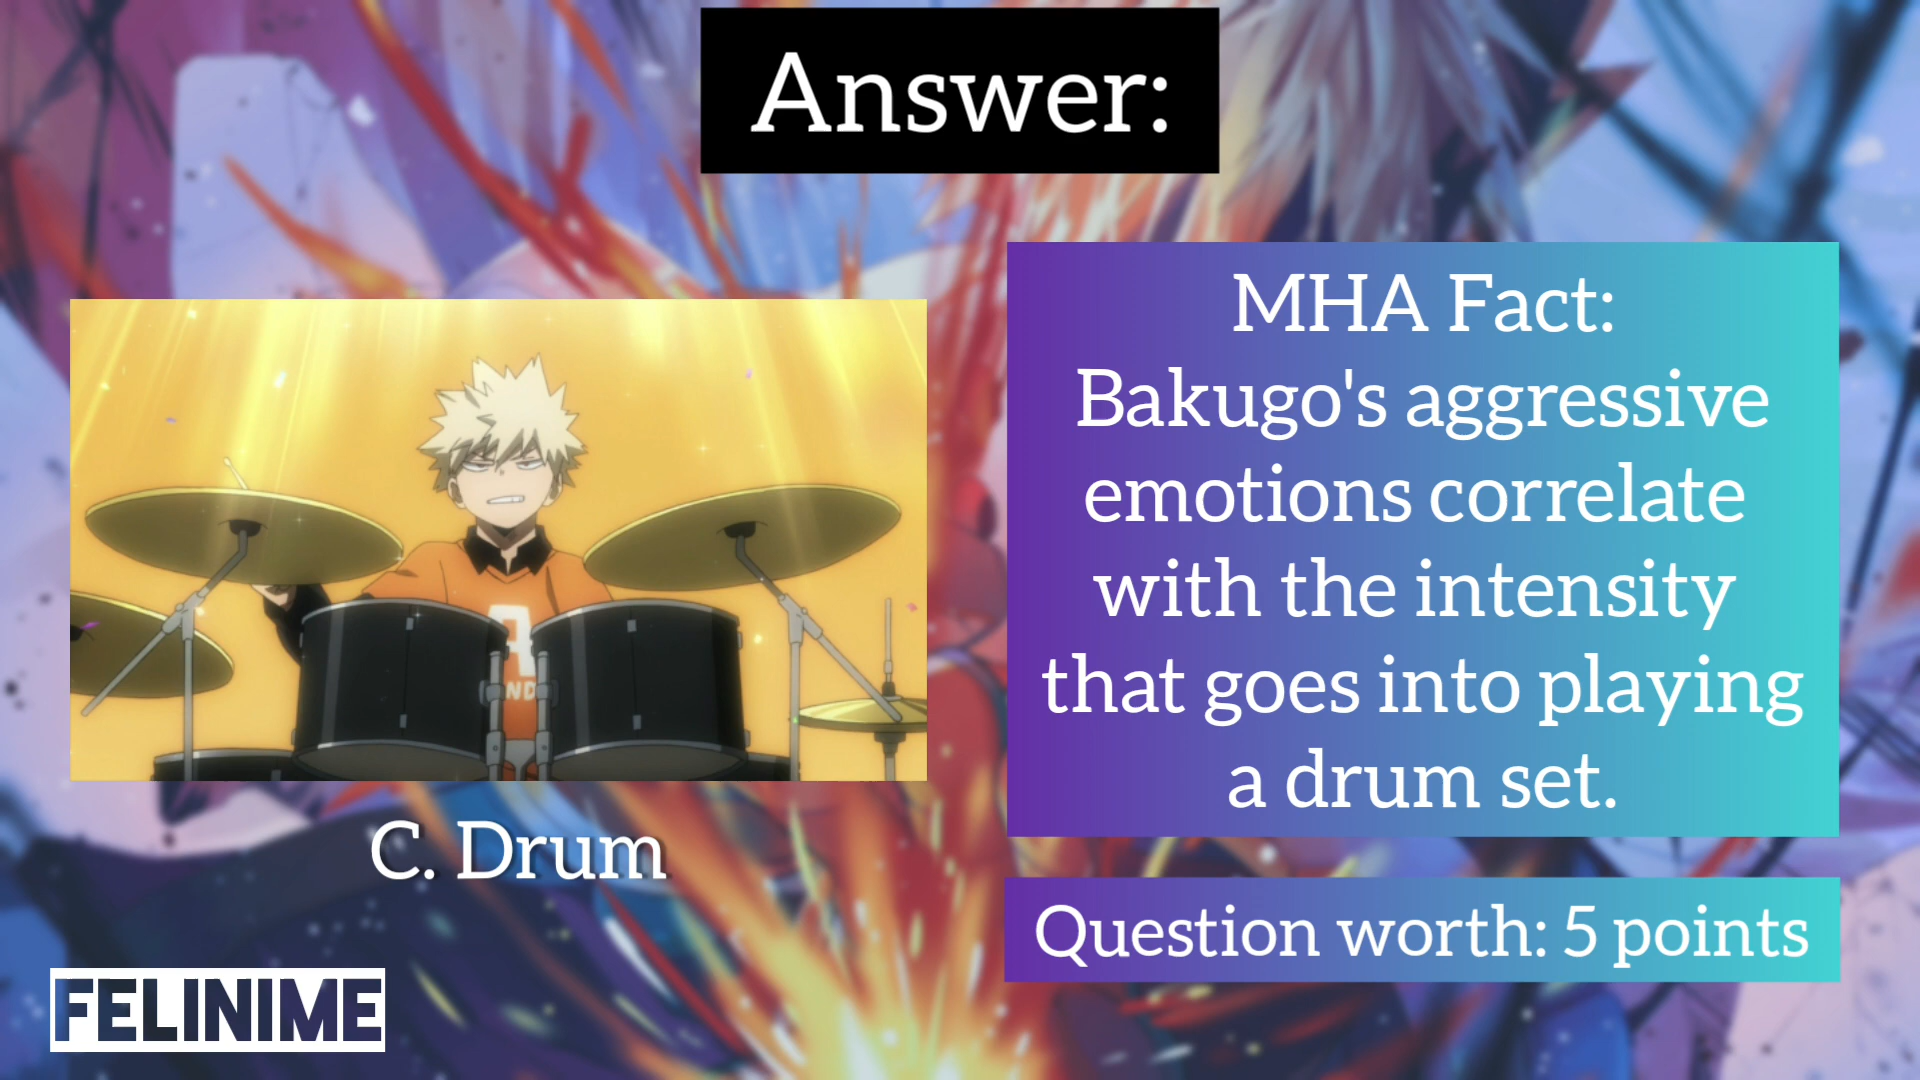 Answer:
MHA Fact:
Bakugo's aggressive
emotions correlate
with the intensity
that goes into playing
a drum set.
A
ND
C. Drum
Question worth: 5 points
FELINIME